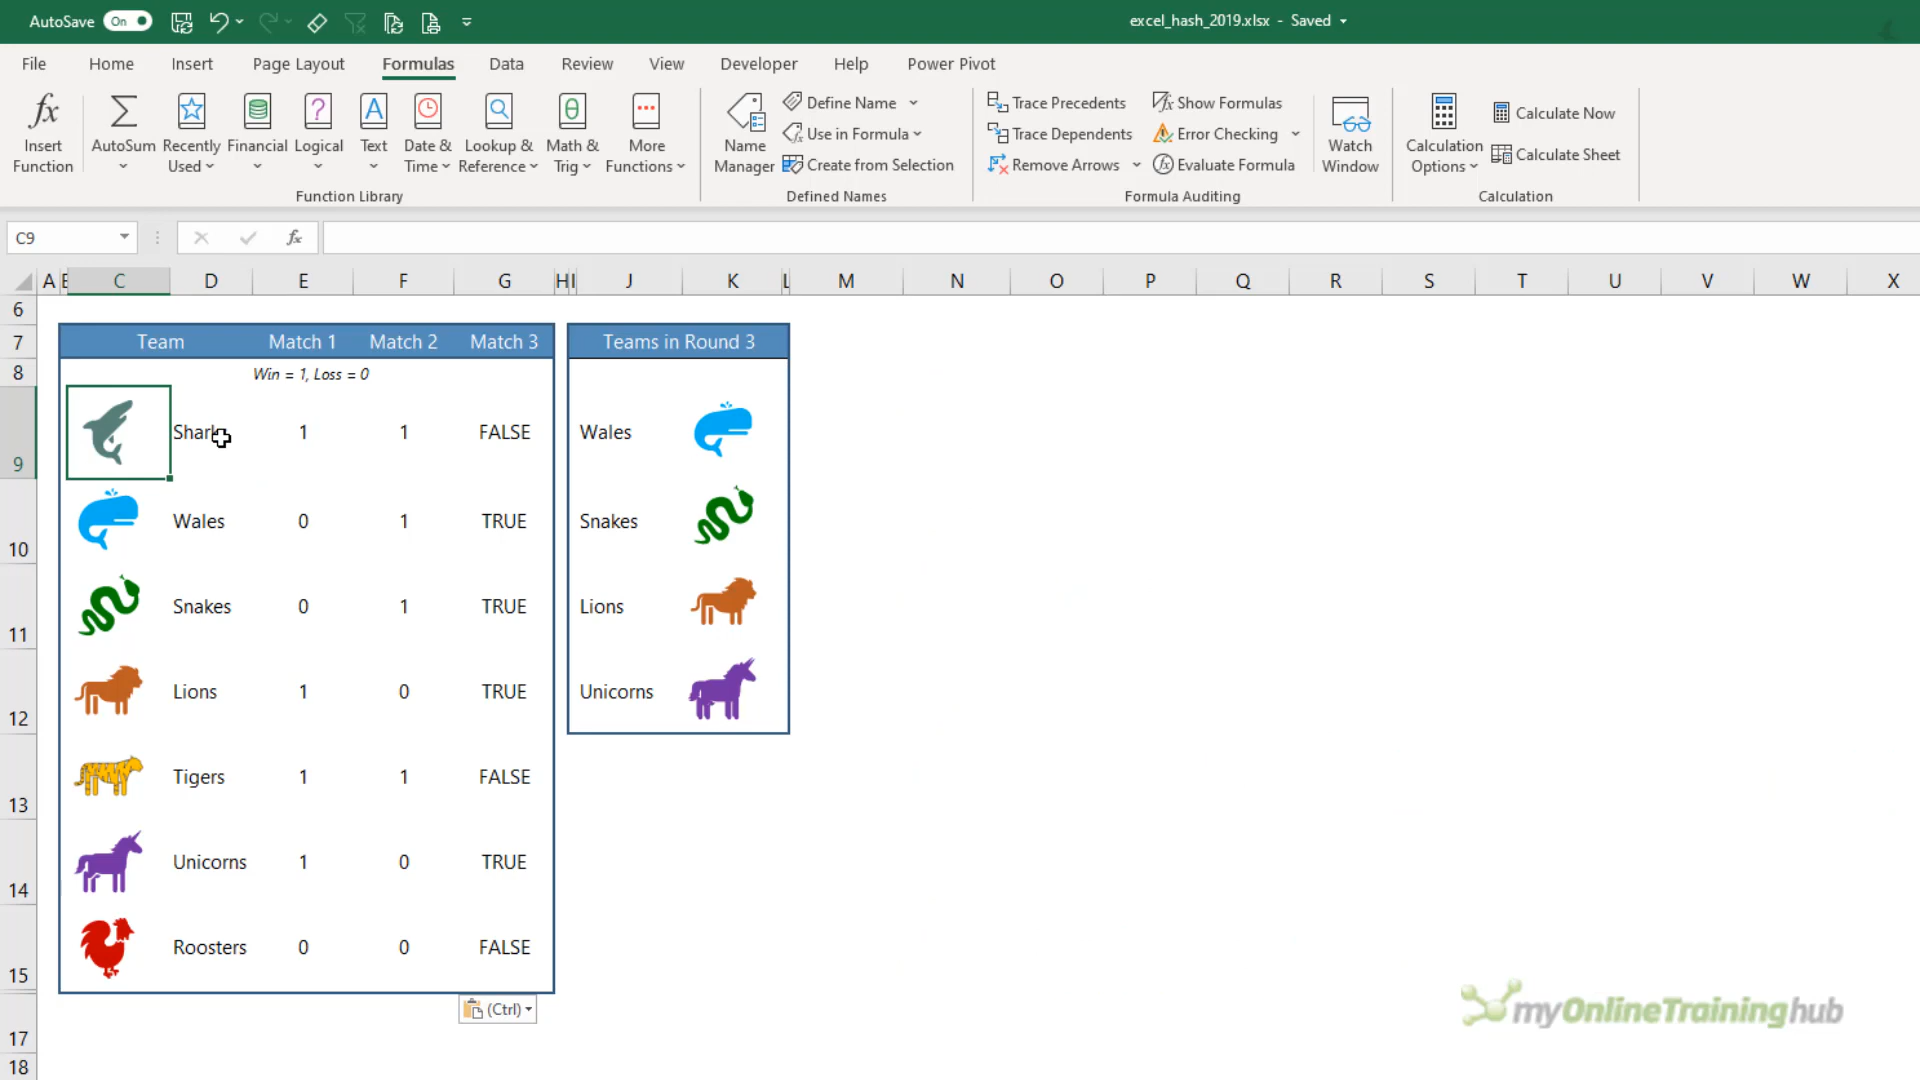 AutoSave On
excel_hash_2019.xlsx - Saved
File Home Insert Page Layout Formulas Data Review View Developer Help Power Pivot
Insert Function
AutoSum
Recently Used
Financial
Logical
Text
Date & Time
Lookup & Reference
Math & Trig
More Functions
Function Library
Name Manager
Define Name
Use in Formula
Create from Selection
Defined Names
Trace Precedents
Trace Dependents
Remove Arrows
Show Formulas
Error Checking
Evaluate Formula
Formula Auditing
Watch Window
Calculation Options
Calculate Now
Calculate Sheet
Calculation
C9
fx
A C D E F G H I J K L M N O P Q R S T U V W X
6
7 Team Match 1 Match 2 Match 3 Teams in Round 3
8 Win = 1, Loss = 0
9 Sharks 1 1 FALSE Wales
10 Wales 0 1 TRUE Snakes
11 Snakes 0 1 TRUE Lions
12 Lions 1 0 TRUE Unicorns
13 Tigers 1 1 FALSE
14 Unicorns 1 0 TRUE
15 Roosters 0 0 FALSE
(Ctrl)
17
18
myOnlineTraininghub